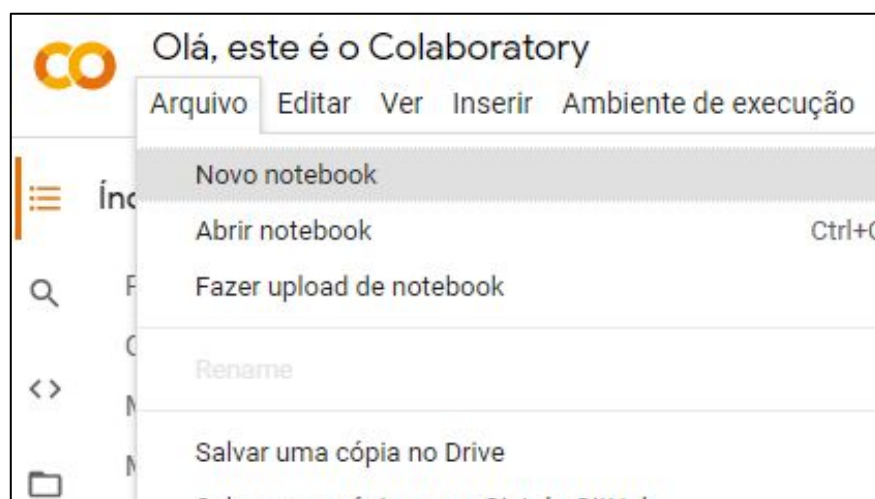 Olá, este é o Colaboratory
Arquivo Editar Ver Inserir Ambiente de execução
Novo notebook
Abrir notebook
Fazer upload de notebook
Rename
Salvar uma cópia no Drive